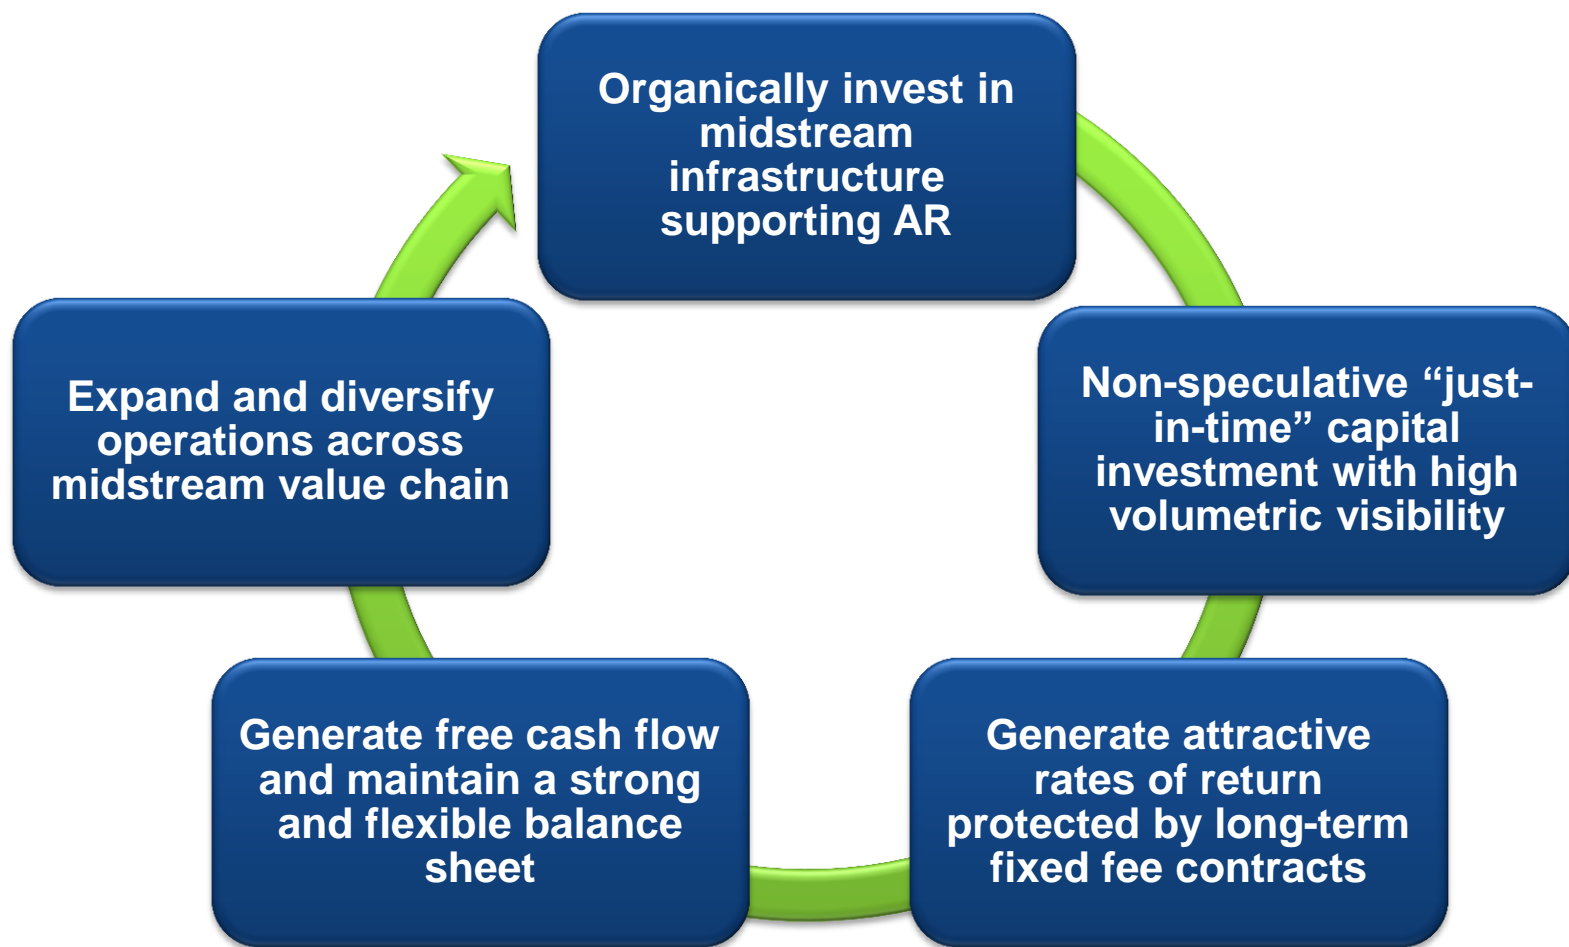 Organically invest in
midstream
infrastructure
supporting AR
Non-speculative “just-
in-time” capital
investment with high
volumetric visibility
Generate attractive
rates of return
protected by long-term
fixed fee contracts
Generate free cash flow
and maintain a strong
and flexible balance
sheet
Expand and diversify
operations across
midstream value chain